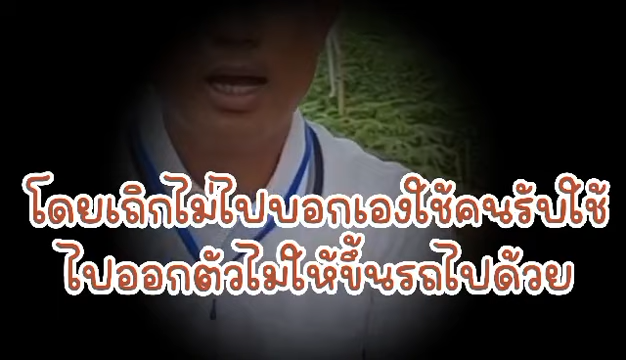 โดยเถิกไม่ไปบอกเองใช้คนรับใช้
ไปออกตัวไม่ให้ขึ้นรถไปด้วย